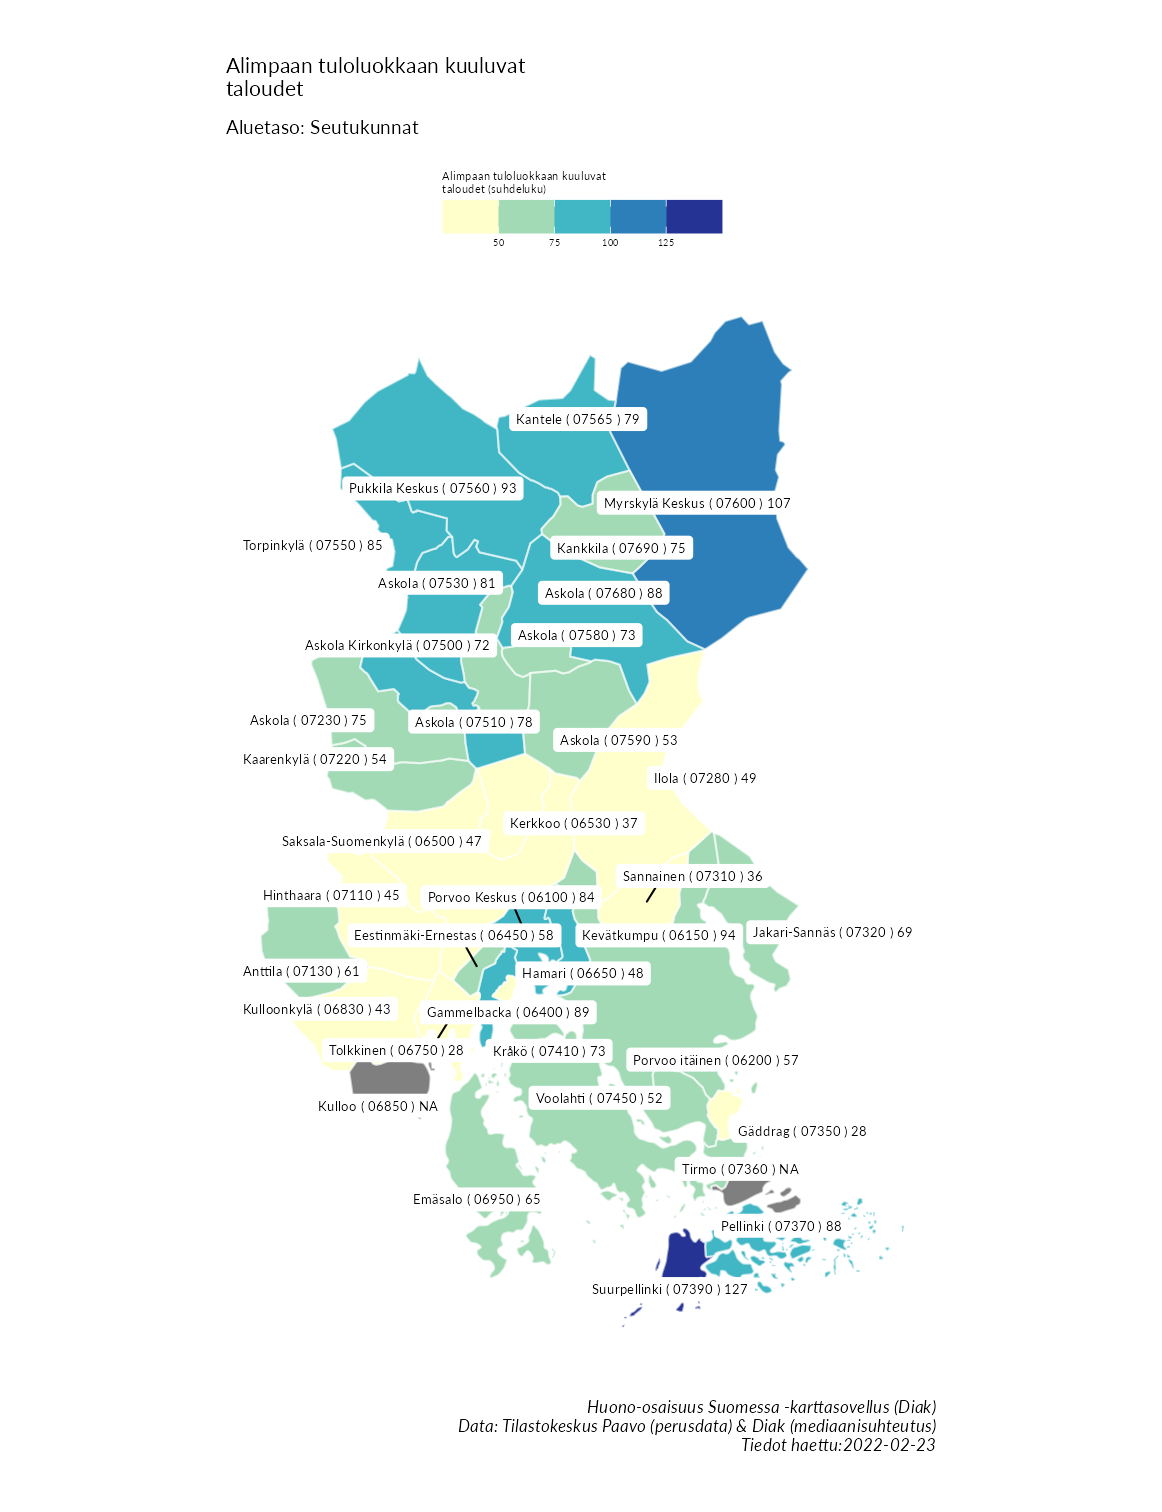 Alimpaan tuloluokkaan kuuluvat
taloudet
Aluetaso: Seutukunnat
Alimpaan tuloluokkaan kuuluvat
taloudet (suhdeluku)
50 75 100 125
Kantele ( 07565 ) 79
Pukkila Keskus ( 07560 ) 93
Myrskylä Keskus ( 07600 ) 107
Torpinkylä ( 07550 ) 85
Kankkila ( 07690 ) 75
Askola ( 07530 ) 81
Askola ( 07680 ) 88
Askola ( 07580 ) 73
Askola Kirkonkylä ( 07500 ) 72
Askola ( 07230 ) 75
Askola ( 07510 ) 78
Askola ( 07590 ) 53
Kaarenkylä ( 07220 ) 54
Ilola ( 07280 ) 49
Kerkkoo ( 06530 ) 37
Saksala-Suomenkylä ( 06500 ) 47
Sannainen ( 07310 ) 36
Hinthaara ( 07110 ) 45
Porvoo Keskus ( 06100 ) 84
Eestinmäki-Ernestas ( 06450 ) 58
Kevätkumpu ( 06150 ) 94
Jakari-Sannäs ( 07320 ) 69
Anttila ( 07130 ) 61
Hamari ( 06650 ) 48
Kulloonkylä ( 06830 ) 43
Gammelbacka ( 06400 ) 89
Tolkkinen ( 06750 ) 28
Kråkö ( 07410 ) 73
Porvoo itäinen ( 06200 ) 57
Kulloo ( 06850 ) NA
Voolahti ( 07450 ) 52
Gäddrag ( 07350 ) 28
Tirmo ( 07360 ) NA
Emäsalo ( 06950 ) 65
Pellinki ( 07370 ) 88
Suurpellinki ( 07390 ) 127
Huono-osaisuus Suomessa -karttasovellus (Diak)
Data: Tilastokeskus Paavo (perusdata) & Diak (mediaanisuhteutus)
Tiedot haettu:2022-02-23